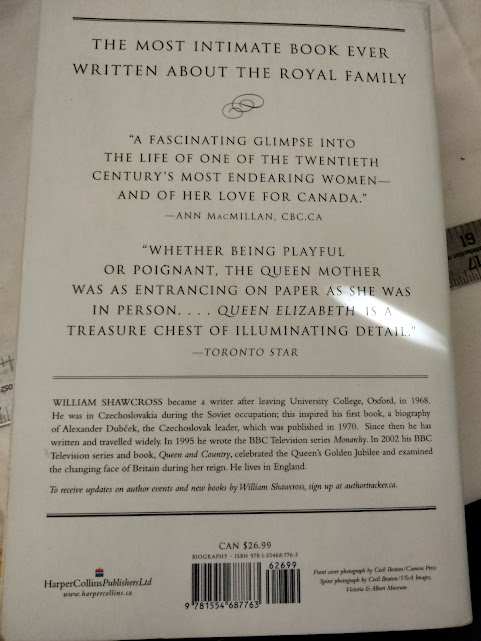 THE MOST INTIMATE BOOK EVER
WRITTEN ABOUT THE ROYAL FAMILY
"A FASCINATING GLIMPSE INTO
THE LIFE OF ONE OF THE TWENTIETH
CENTURY'S MOST ENDEARING WOMEN—
AND OF HER LOVE FOR CANADA."
—ANN MACMILLAN, CBC.CA
"WHETHER BEING PLAYFUL
OR POIGNANT, THE QUEEN MOTHER
WAS AS ENTRANCING ON PAPER AS SHE WAS
IN PERSON. . . . QUEEN ELIZABETH IS A
TREASURE CHEST OF ILLUMINATING DETAIL."
—TORONTO STAR
WILLIAM SHAWCROSS became a writer after leaving University College, Oxford, in 1968.
He was in Czechoslovakia during the Soviet occupation; this inspired his first book, a biography
of Alexander Dubček, the Czechoslovak leader, which was published in 1970. Since then he has
written and travelled widely. In 1995 he wrote the BBC Television series Monarchy. In 2002 his BBC
Television series and book, Queen and Country, celebrated the Queen's Golden Jubilee and examined
the changing face of Britain during her reign. He lives in England.
To receive updates on author events and new books by William Shawcross, sign up at authortracker.ca.
CAN $26.99
BIOGRAPHY · ISBN 978-1-55468-776-3
62699
9 781554 687763
HarperCollinsPublishersLtd
www.harpercollins.ca
Front cover photograph by Cecil Beaton/Camera Press
Spine photograph by Cecil Beaton/V&A Images,
Victoria & Albert Museum
19
17